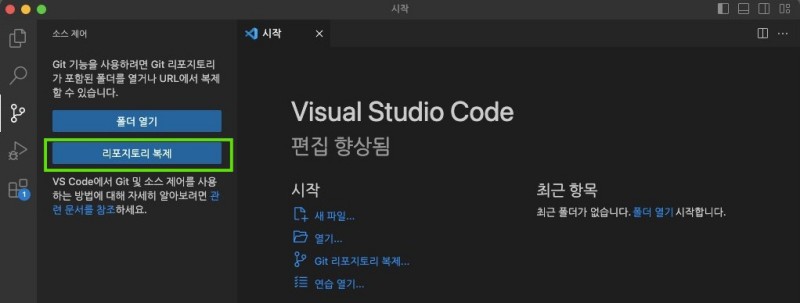 시작
소스 제어
Git 기능을 사용하려면 Git 리포지토리
가 포함된 폴더를 열거나 URL에서 복제
할 수 있습니다.
폴더 열기
리포지토리 복제
VS Code에서 Git 및 소스 제어를 사용
하는 방법에 대해 자세히 알아보려면 관
련 문서를 참조하세요.
1
시작
Visual Studio Code
편집 향상됨
시작
새 파일...
열기...
Git 리포지토리 복제...
연습 열기...
최근 항목
최근 폴더가 없습니다. 폴더 열기 시작합니다.